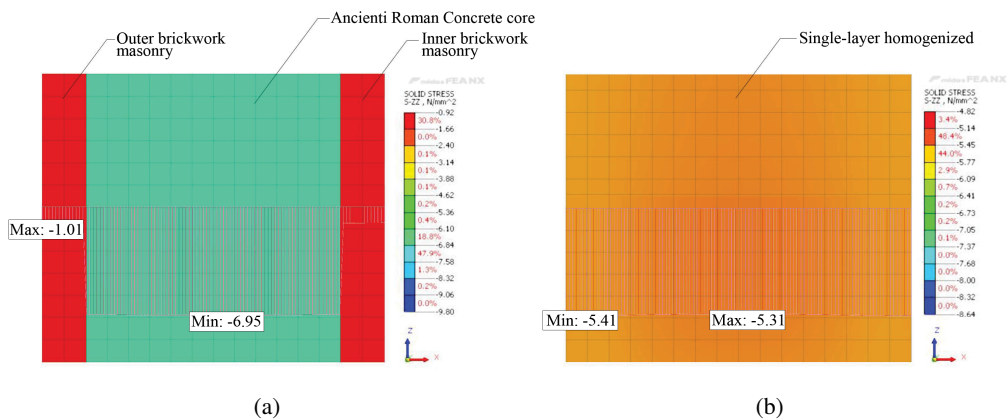 Ancienti Roman Concrete core
Outer brickwork
masonry
Inner brickwork
masonry
Single-layer homogenized
midas FEA NX
SOLID STRESS
S-ZZ , N/mm^2
-0.92
30.8%
-1.66
0.0%
-2.40
0.1%
-3.14
0.1%
-3.88
0.1%
-4.62
0.2%
-5.36
0.4%
-6.10
18.8%
-6.84
47.9%
-7.58
1.3%
-8.32
0.2%
-9.06
0.0%
-9.80
Max: -1.01
Min: -6.95
Z
X
midas FEA NX
SOLID STRESS
S-ZZ , N/mm^2
-4.82
3.4%
-5.14
48.4%
-5.45
44.0%
-5.77
2.9%
-6.09
0.7%
-6.41
0.2%
-6.73
0.2%
-7.05
0.1%
-7.37
0.0%
-7.68
0.0%
-8.00
0.0%
-8.32
0.0%
-8.64
Min: -5.41
Max: -5.31
Z
X
(a)
(b)